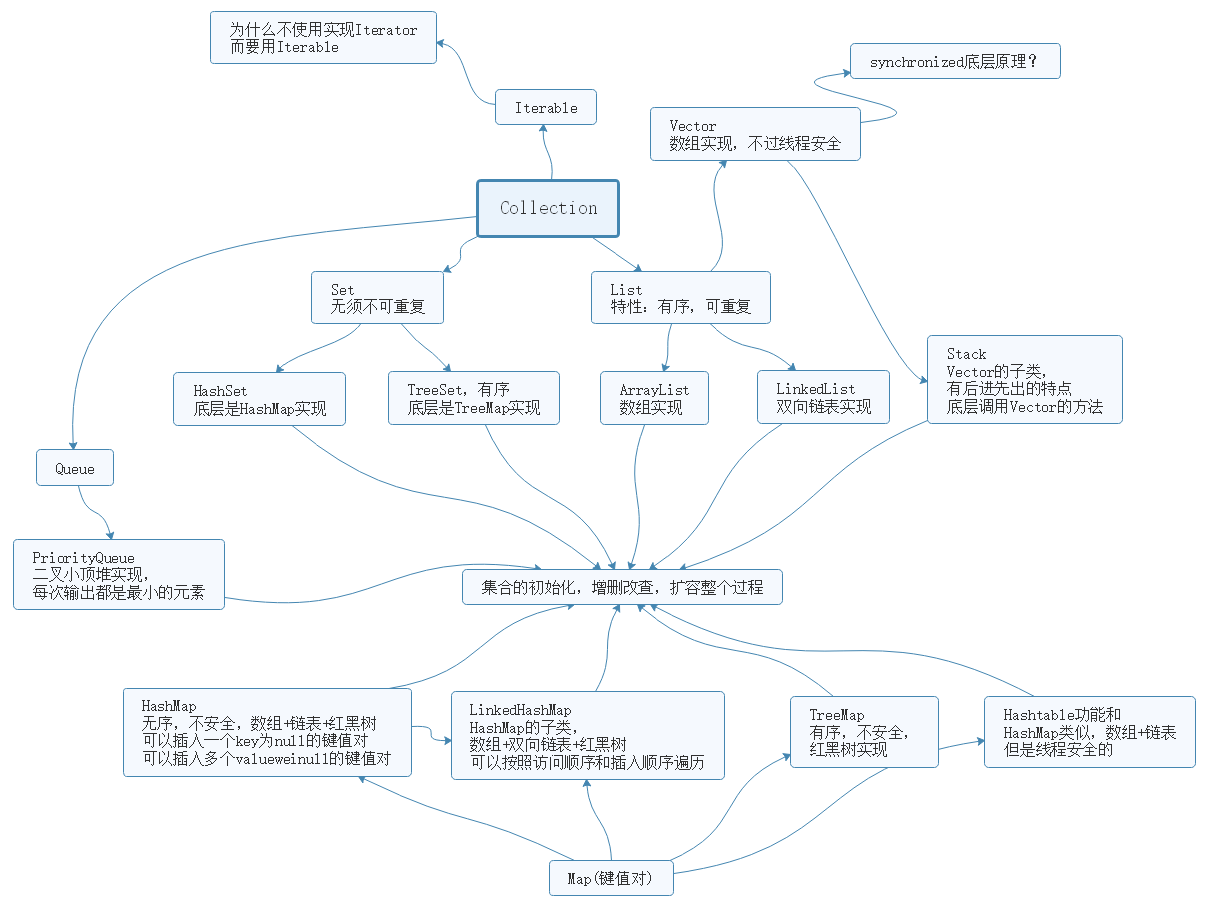 为什么不使用实现Iterator
而要用Iterable
synchronized底层原理？
Iterable
Vector
数组实现，不过线程安全
Collection
Set
无须不可重复
List
特性：有序，可重复
HashSet
底层是HashMap实现
TreeSet，有序
底层是TreeMap实现
ArrayList
数组实现
LinkedList
双向链表实现
Stack
Vector的子类，
有后进先出的特点
底层调用Vector的方法
Queue
PriorityQueue
二叉小顶堆实现，
每次输出都是最小的元素
集合的初始化，增删改查，扩容整个过程
HashMap
无序，不安全，数组+链表+红黑树
可以插入一个key为null的键值对
可以插入多个valueweinull的键值对
LinkedHashMap
HashMap的子类，
数组+双向链表+红黑树
可以按照访问顺序和插入顺序遍历
TreeMap
有序，不安全，
红黑树实现
Hashtable功能和
HashMap类似，数组+链表
但是线程安全的
Map(键值对)